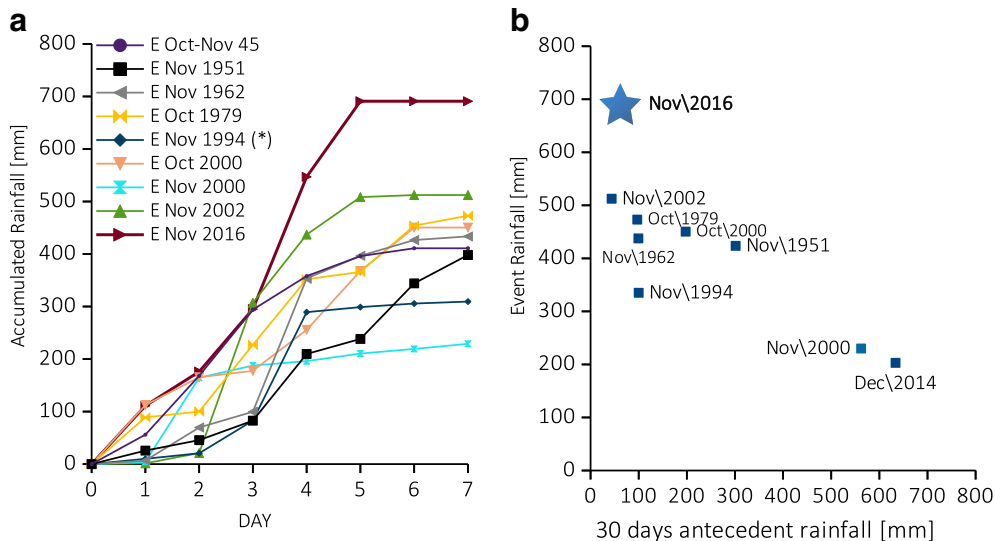 a
Accumulated Rainfall [mm]
800
700
600
500
400
300
200
100
0
0 1 2 3 4 5 6 7
DAY
E Oct-Nov 45
E Nov 1951
E Nov 1962
E Oct 1979
E Nov 1994 (*)
E Oct 2000
E Nov 2000
E Nov 2002
E Nov 2016
b
Event Rainfall [mm]
800
700
600
500
400
300
200
100
0
0 100 200 300 400 500 600 700 800
30 days antecedent rainfall [mm]
Nov\2016
Nov\2002
Oct\1979
Oct\2000
Nov\1962
Nov\1951
Nov\1994
Nov\2000
Dec\2014